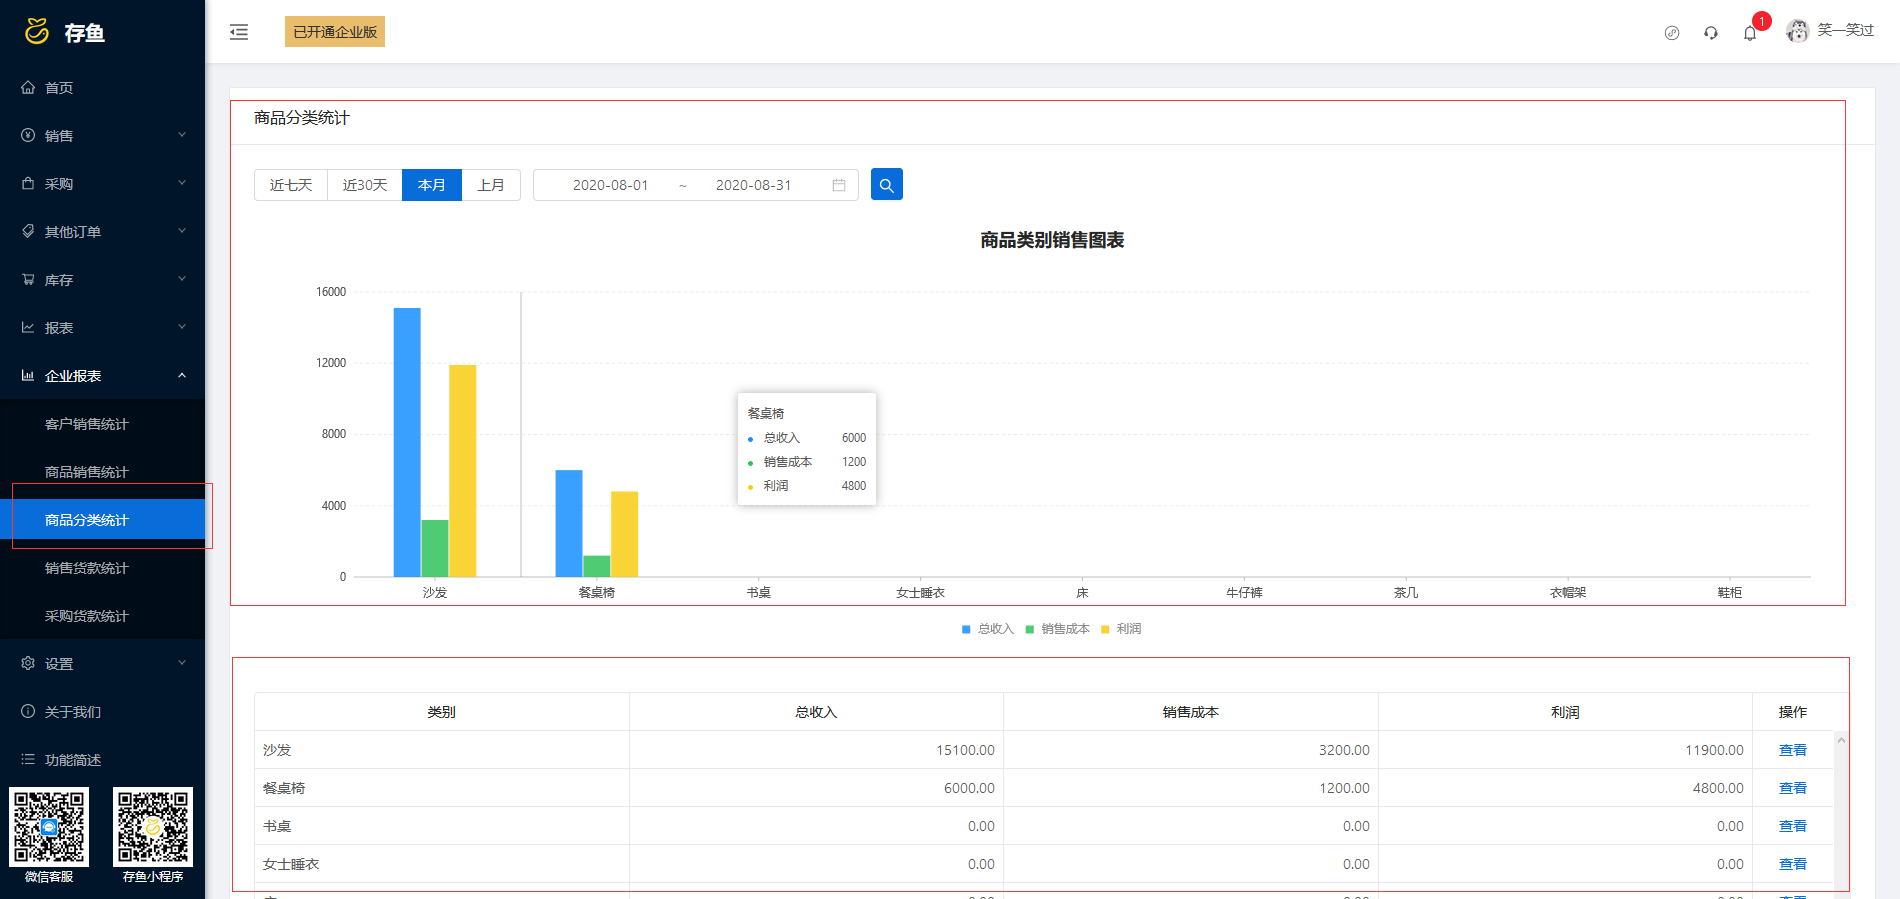 存鱼
已开通企业版
1
笑一笑过
首页
销售
采购
其他订单
库存
报表
企业报表
客户销售统计
商品销售统计
商品分类统计
销售货款统计
采购货款统计
设置
关于我们
功能简述
微信客服
存鱼小程序
商品分类统计
近七天 近30天 本月 上月 2020-08-01 ~ 2020-08-31
商品类别销售图表
16000
12000
8000
4000
0
餐桌椅
总收入 6000
销售成本 1200
利润 4800
沙发 餐桌椅 书桌 女士睡衣 床 牛仔裤 茶几 衣帽架 鞋柜
总收入 销售成本 利润
类别 总收入 销售成本 利润 操作
沙发 15100.00 3200.00 11900.00 查看
餐桌椅 6000.00 1200.00 4800.00 查看
书桌 0.00 0.00 0.00 查看
女士睡衣 0.00 0.00 0.00 查看